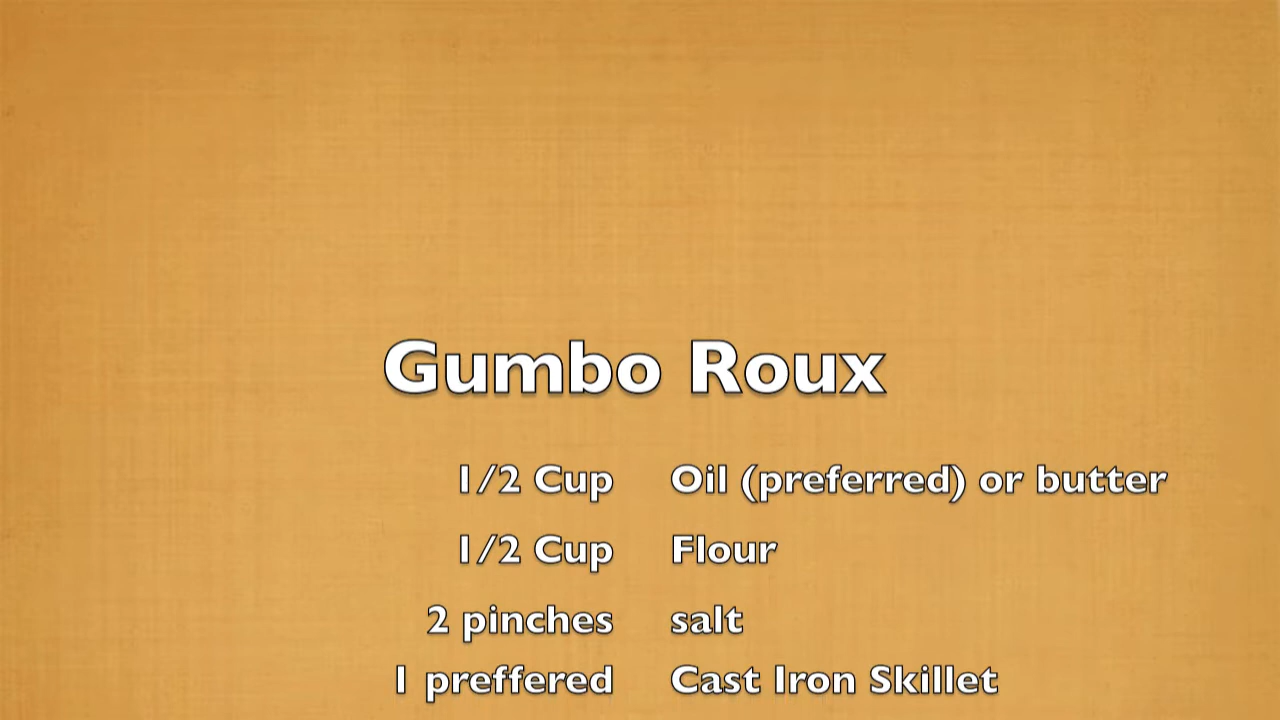 Gumbo Roux
1/2 Cup Oil (preferred) or butter
1/2 Cup Flour
2 pinches salt
1 preffered Cast Iron Skillet